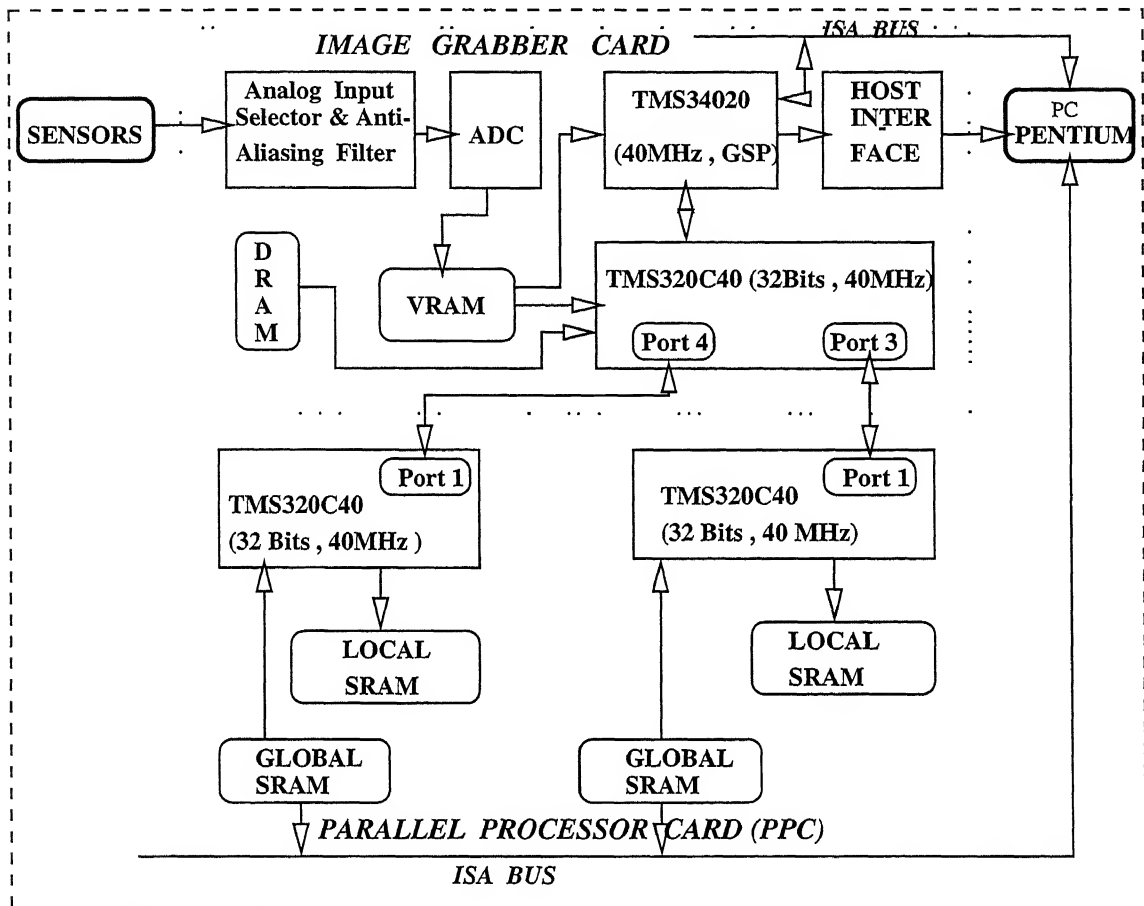 IMAGE GRABBER CARD
ISA BUS
SENSORS
Analog Input
Selector & Anti-
Aliasing Filter
ADC
TMS34020
(40MHz , GSP)
HOST
INTER
FACE
PC
PENTIUM
D
R
A
M
VRAM
TMS320C40 (32Bits , 40MHz)
Port 4
Port 3
Port 1
TMS320C40
(32 Bits , 40MHz )
Port 1
TMS320C40
(32 Bits , 40 MHz)
LOCAL
SRAM
LOCAL
SRAM
GLOBAL
SRAM
GLOBAL
SRAM
PARALLEL PROCESSOR CARD (PPC)
ISA BUS